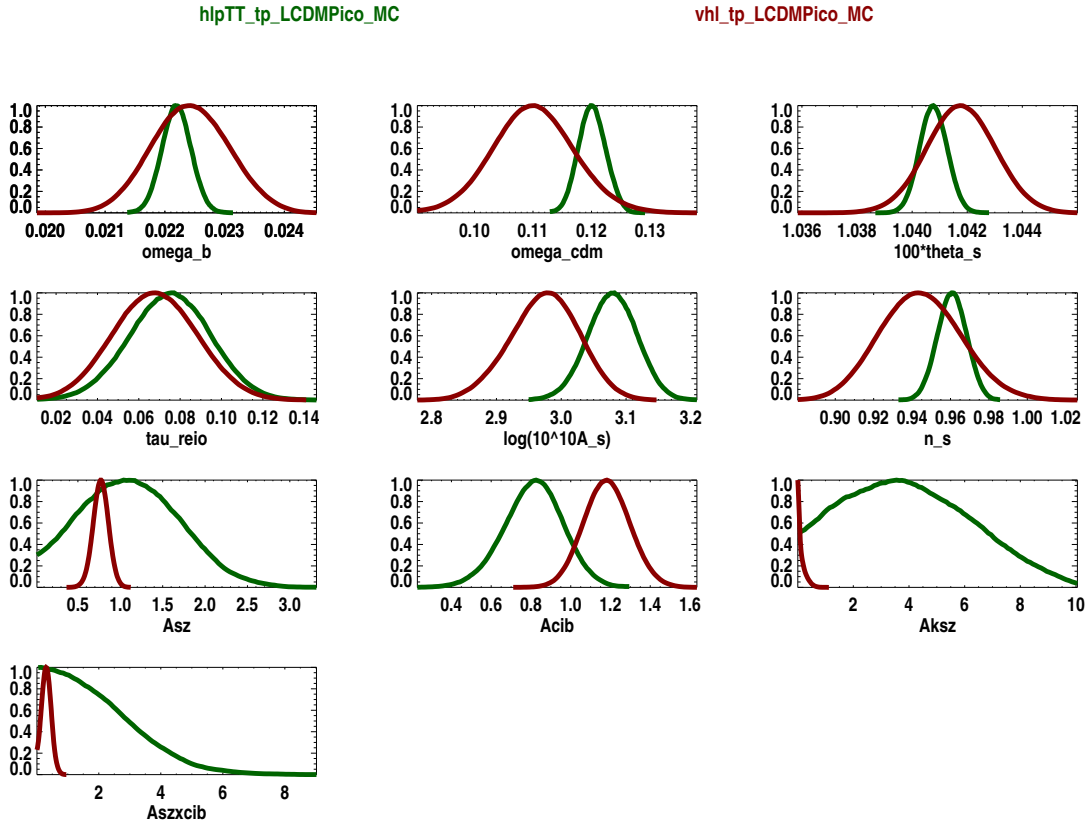 hlpTT_tp_LCDMPico_MC vhl_tp_LCDMPico_MC
1.0 1.0 1.0
0.8 0.8 0.8
0.6 0.6 0.6
0.4 0.4 0.4
0.2 0.2 0.2
0.0 0.0 0.0
0.020 0.021 0.022 0.023 0.024 0.10 0.11 0.12 0.13 1.036 1.038 1.040 1.042 1.044
omega_b omega_cdm 100*theta_s
1.0 1.0 1.0
0.8 0.8 0.8
0.6 0.6 0.6
0.4 0.4 0.4
0.2 0.2 0.2
0.0 0.0 0.0
0.02 0.04 0.06 0.08 0.10 0.12 0.14 2.8 2.9 3.0 3.1 3.2 0.90 0.92 0.94 0.96 0.98 1.00 1.02
tau_reio log(10^10A_s) n_s
1.0 1.0 1.0
0.8 0.8 0.8
0.6 0.6 0.6
0.4 0.4 0.4
0.2 0.2 0.2
0.0 0.0 0.0
0.5 1.0 1.5 2.0 2.5 3.0 0.4 0.6 0.8 1.0 1.2 1.4 1.6 2 4 6 8 10
Asz Acib Aksz
1.0
0.8
0.6
0.4
0.2
0.0
2 4 6 8
Aszxcib